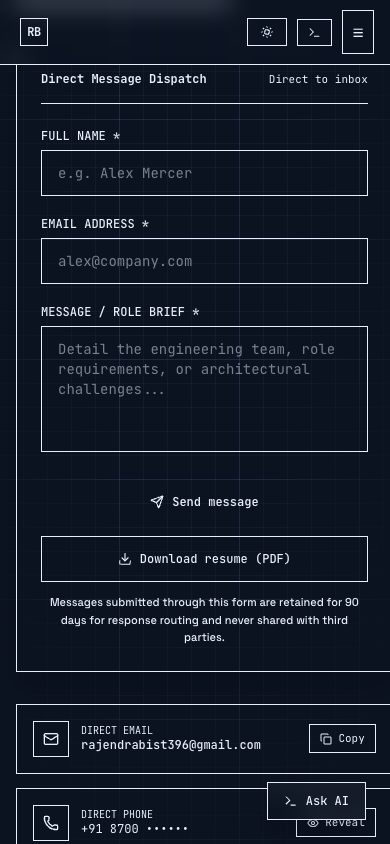 RB
Direct Message Dispatch
Direct to inbox
FULL NAME *
e.g. Alex Mercer
EMAIL ADDRESS *
alex@company.com
MESSAGE / ROLE BRIEF *
Detail the engineering team, role
requirements, or architectural
challenges...
Send message
Download resume (PDF)
Messages submitted through this form are retained for 90
days for response routing and never shared with third
parties.
DIRECT EMAIL
rajendrabist396@gmail.com
Copy
Ask AI
DIRECT PHONE
+91 8700 ••••••
Reveal